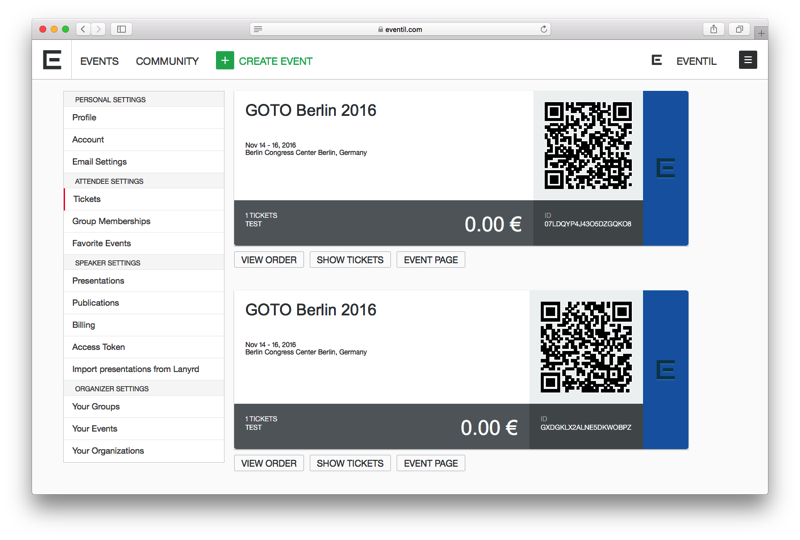 eventil.com
EVENTS
COMMUNITY
+ CREATE EVENT
EVENTIL
PERSONAL SETTINGS
Profile
Account
Email Settings
ATTENDEE SETTINGS
Tickets
Group Memberships
Favorite Events
SPEAKER SETTINGS
Presentations
Publications
Billing
Access Token
Import presentations from Lanyrd
ORGANIZER SETTINGS
Your Groups
Your Events
Your Organizations
GOTO Berlin 2016
Nov 14 - 16, 2016
Berlin Congress Center Berlin, Germany
1 TICKETS
TEST
0.00 €
ID
07LDQYP4J43O5DZGQKO8
VIEW ORDER
SHOW TICKETS
EVENT PAGE
GOTO Berlin 2016
Nov 14 - 16, 2016
Berlin Congress Center Berlin, Germany
1 TICKETS
TEST
0.00 €
ID
GXDGKLX2ALNE5DKWOBPZ
VIEW ORDER
SHOW TICKETS
EVENT PAGE